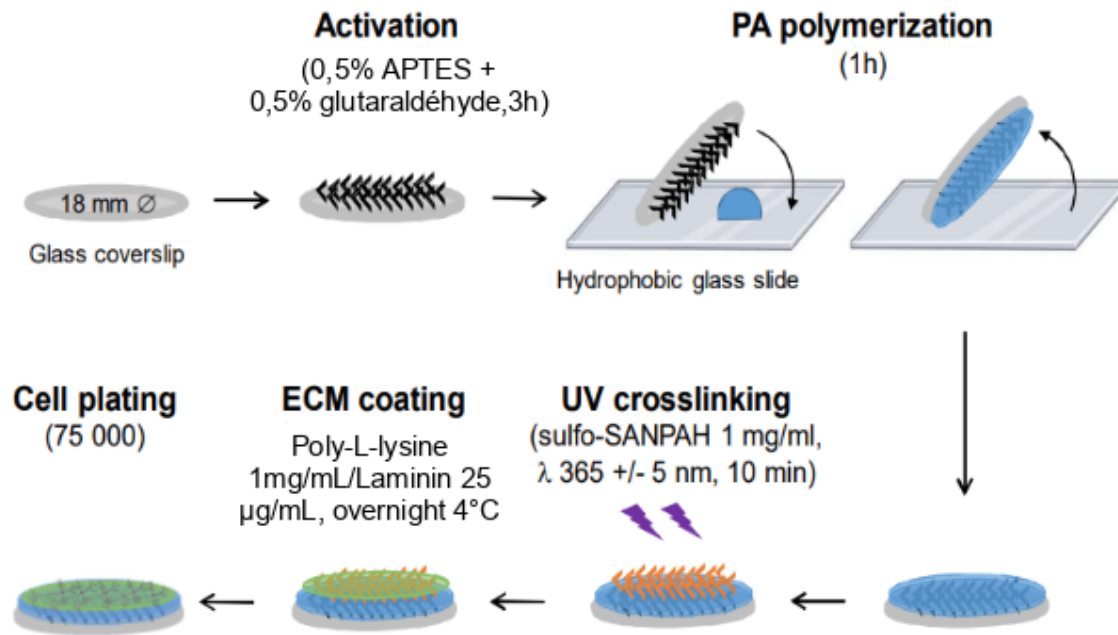 Activation
(0,5% APTES +
0,5% glutaraldéhyde,3h)
PA polymerization
(1h)
18 mm ∅
Glass coverslip
Hydrophobic glass slide
Cell plating
(75 000)
ECM coating
Poly-L-lysine
1mg/mL/Laminin 25
µg/mL, overnight 4°C
UV crosslinking
(sulfo-SANPAH 1 mg/ml,
λ 365 +/- 5 nm, 10 min)